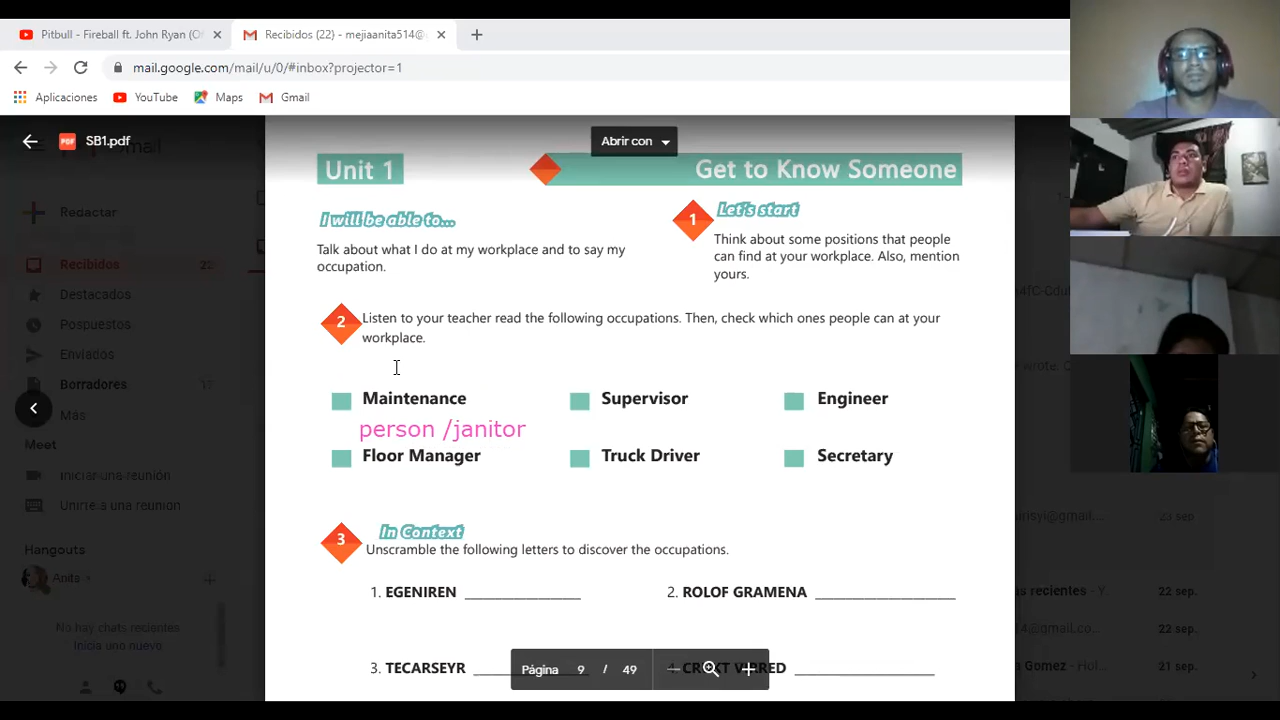 Pitbull - Fireball ft. John Ryan (O
Recibidos (22) - mejiaanita514@
mail.google.com/mail/u/0/#inbox?projector=1
Aplicaciones
YouTube
Maps
Gmail
SB1.pdf
Abrir con
Redactar
Recibidos
Destacados
Pospuestos
Enviados
Borradores
Más
Meet
Iniciar una reunión
Unirte a una reunión
Hangouts
Anita
No hay chats recientes
Inicia uno nuevo
Unit 1
Get to Know Someone
I will be able to...
Talk about what I do at my workplace and to say my
occupation.
1 Let's start
Think about some positions that people
can find at your workplace. Also, mention
yours.
2 Listen to your teacher read the following occupations. Then, check which ones people can at your
workplace.
Maintenance Supervisor Engineer
person /janitor
Floor Manager Truck Driver Secretary
3 In Context
Unscramble the following letters to discover the occupations.
1. EGENIREN ________________ 2. ROLOF GRAMENA ____________________
3. TECARSEYR
Página 9 / 49
23 sep.
22 sep.
22 sep.
21 sep.